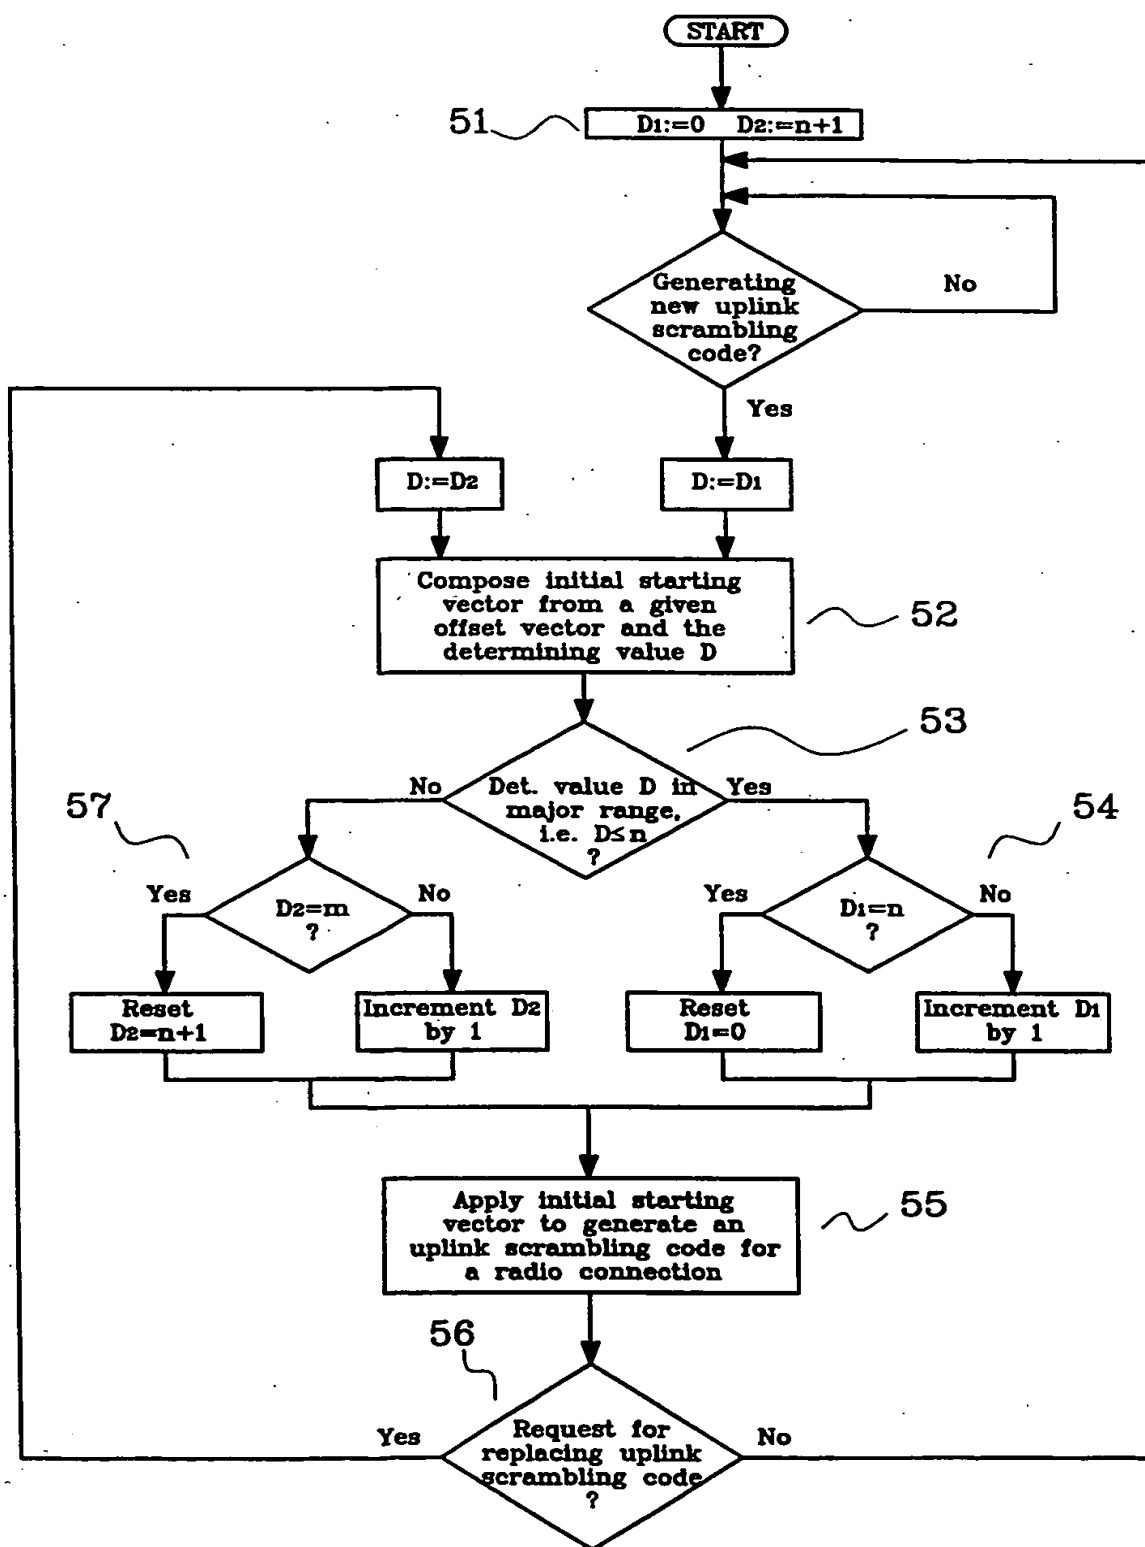 START
51
D1:=0 D2:=n+1
Generating
new uplink
scrambling
code?
No
Yes
D:=D2
D:=D1
Compose initial starting
vector from a given
offset vector and the
determining value D
52
53
No
Det. value D in
major range,
i.e. D≤n
?
Yes
57
54
Yes
D2=m
?
No
Yes
D1=n
?
No
Reset
D2=n+1
Increment D2
by 1
Reset
D1=0
Increment D1
by 1
Apply initial starting
vector to generate an
uplink scrambling code for
a radio connection
55
56
Yes
Request for
replacing uplink
scrambling code
?
No